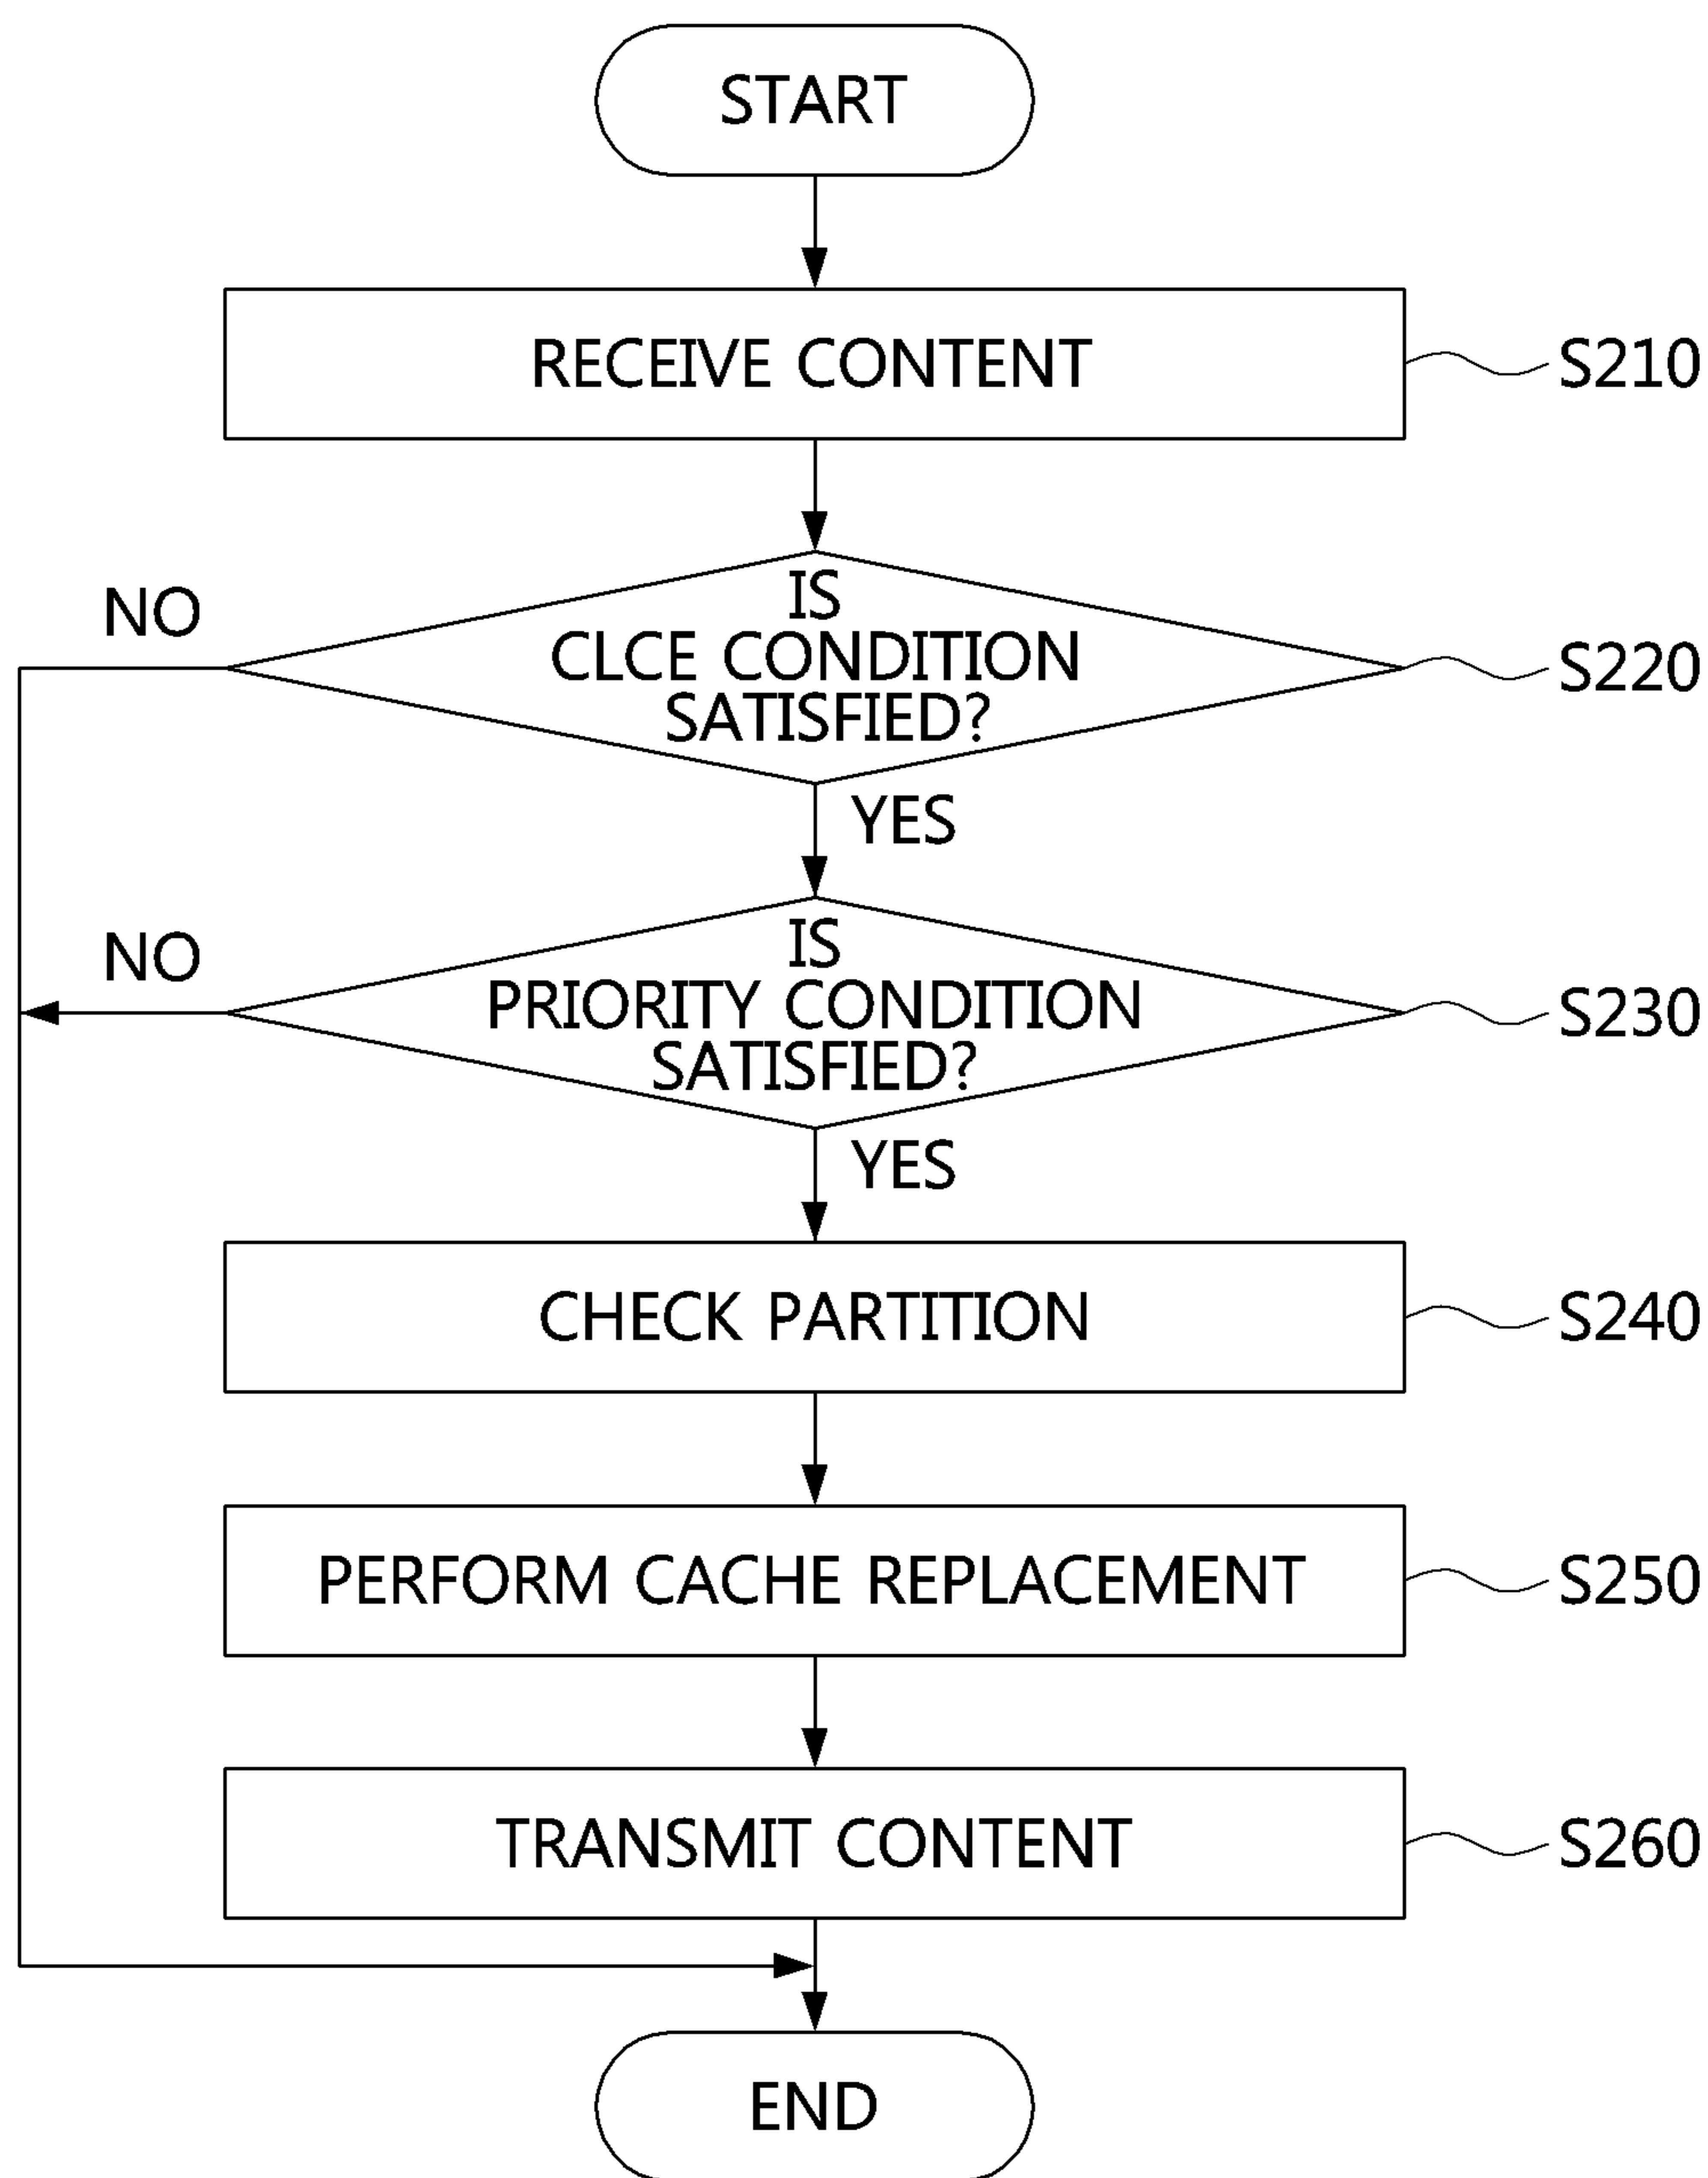 START
RECEIVE CONTENT
S210
NO
IS
CLCE CONDITION
SATISFIED?
S220
YES
NO
IS
PRIORITY CONDITION
SATISFIED?
S230
YES
CHECK PARTITION
S240
PERFORM CACHE REPLACEMENT
S250
TRANSMIT CONTENT
S260
END